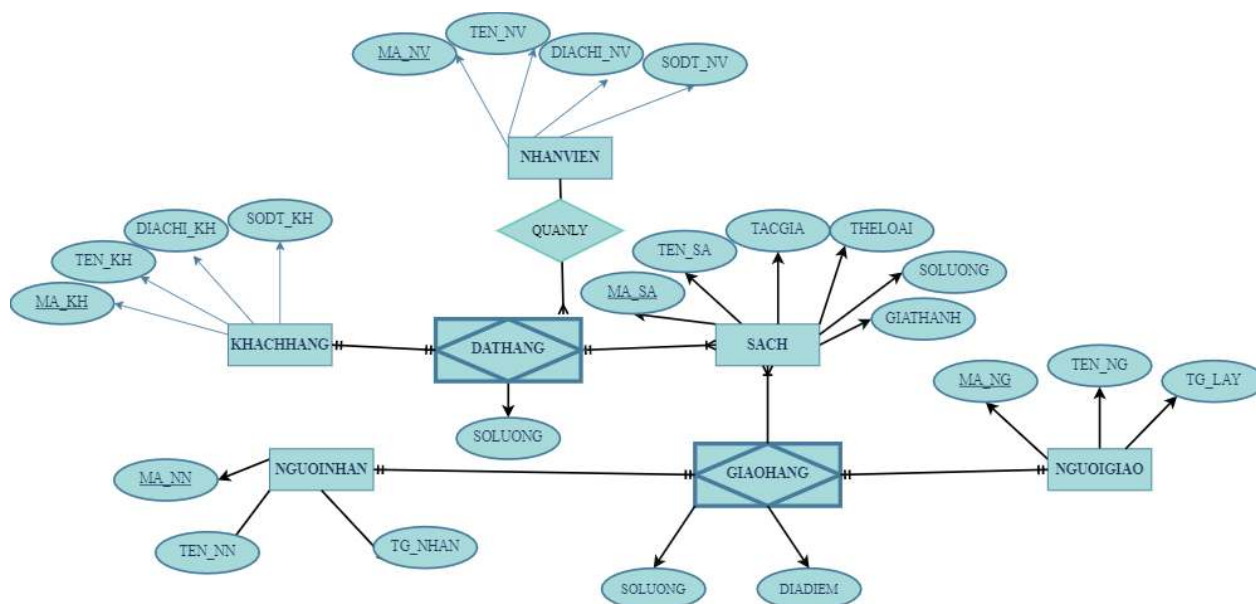 TEN_NV
MA_NV
DIACHI_NV
SODT_NV
NHANVIEN
QUANLY
SODT_KH
DIACHI_KH
TEN_KH
MA_KH
KHACHHANG
DATHANG
SOLUONG
TACGIA
THELOAI
TEN_SA
SOLUONG
MA_SA
GIATHANH
SACH
MA_NG
TEN_NG
TG_LAY
NGUOIGIAO
NGUOINHAN
MA_NN
TEN_NN
TG_NHAN
GIAOHANG
SOLUONG
DIADIEM